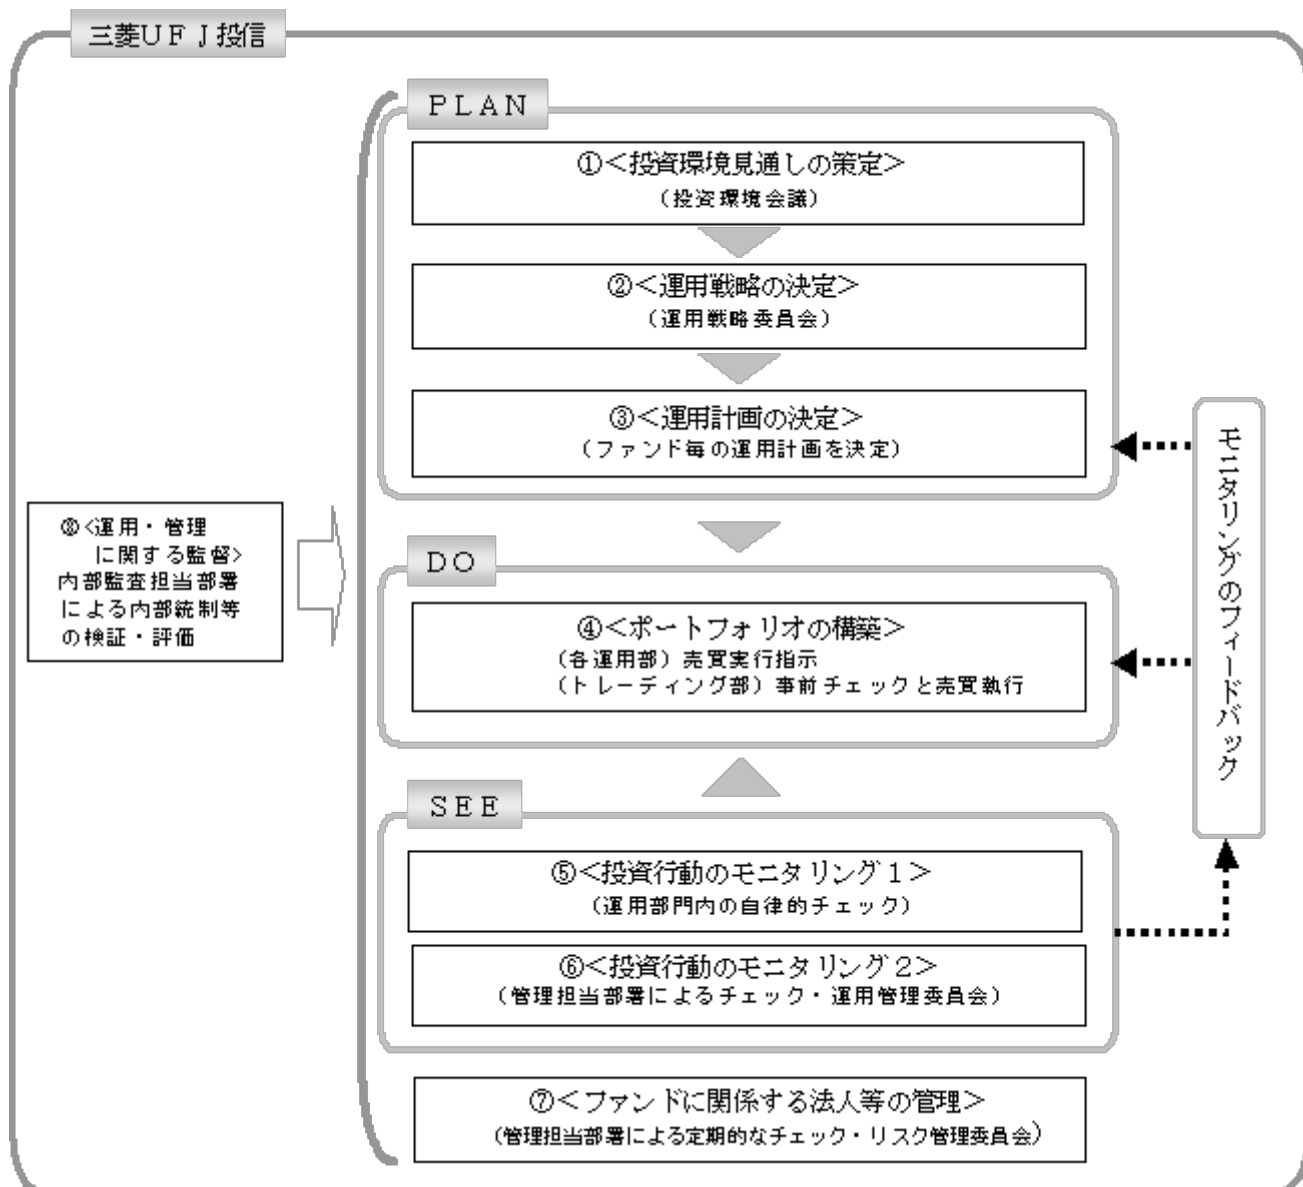 三菱ＵＦＪ投信
ＰＬＡＮ
①＜投資環境見通しの策定＞
（投資環境会議）
②＜運用戦略の決定＞
（運用戦略委員会）
③＜運用計画の決定＞
（ファンド毎の運用計画を決定）
モニタリングのフィードバック
⑧＜運用・管理
に関する監督＞
内部監査担当部署
による内部統制等
の検証・評価
ＤＯ
④＜ポートフォリオの構築＞
（各運用部）売買実行指示
（トレーディング部）事前チェックと売買執行
ＳＥＥ
⑤＜投資行動のモニタリング１＞
（運用部門内の自律的チェック）
⑥＜投資行動のモニタリング２＞
（管理担当部署によるチェック・運用管理委員会）
⑦＜ファンドに関係する法人等の管理＞
（管理担当部署による定期的なチェック・リスク管理委員会）